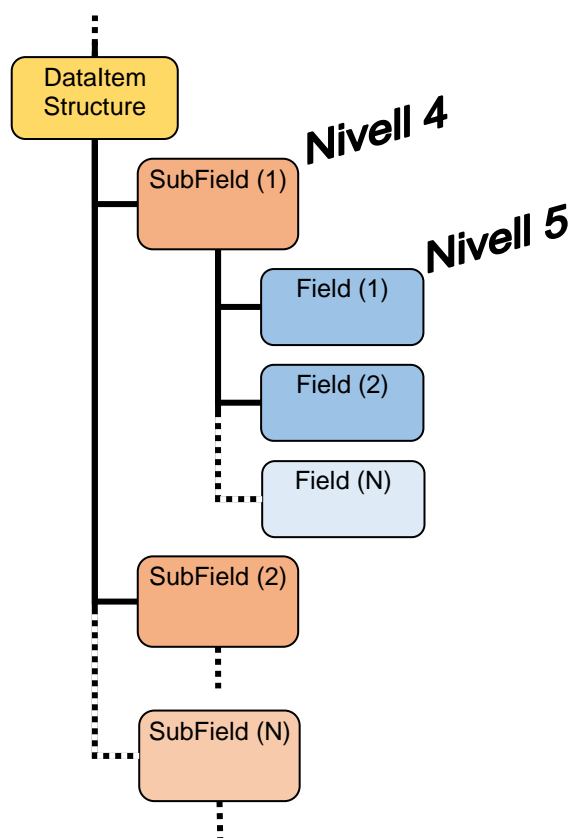 DataItem
Structure
Nivell 4
SubField (1)
Nivell 5
Field (1)
Field (2)
Field (N)
SubField (2)
SubField (N)